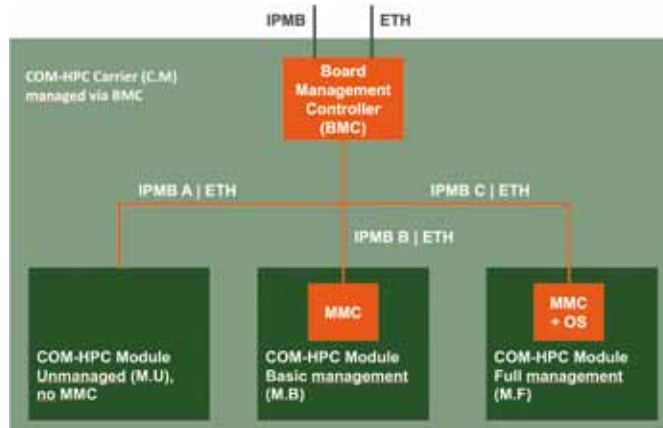 IPMB
ETH
COM-HPC Carrier (C.M)
managed via BMC
Board
Management
Controller
(BMC)
IPMB A | ETH
IPMB C | ETH
IPMB B | ETH
MMC
MMC
+ OS
COM-HPC Module
Unmanaged (M.U),
no MMC
COM-HPC Module
Basic management
(M.B)
COM-HPC Module
Full management
(M.F)